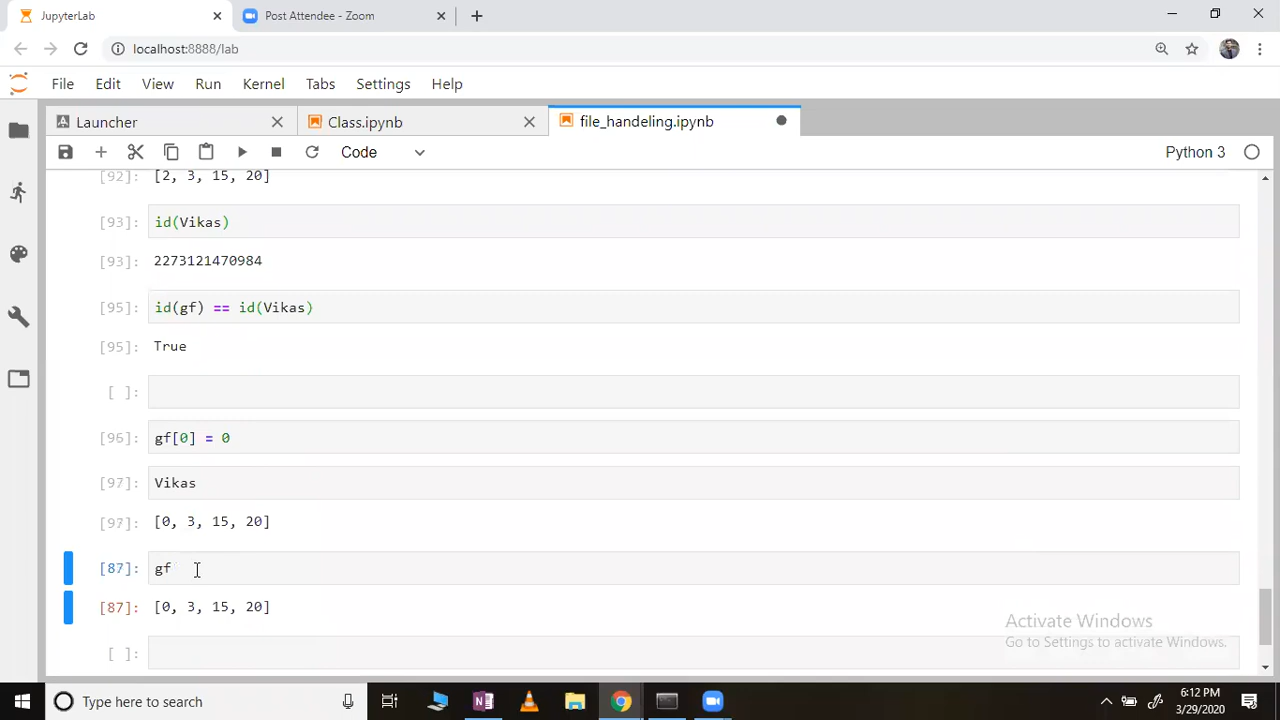 JupyterLab
Post Attendee - Zoom
localhost:8888/lab
File Edit View Run Kernel Tabs Settings Help
Launcher
Class.ipynb
file_handeling.ipynb
Code
Python 3
[92]: [2, 3, 15, 20]
[93]: id(Vikas)
[93]: 2273121470984
[95]: id(gf) == id(Vikas)
[95]: True
[ ]:
[96]: gf[0] = 0
[97]: Vikas
[97]: [0, 3, 15, 20]
[87]: gf
[87]: [0, 3, 15, 20]
[ ]:
Activate Windows
Go to Settings to activate Windows.
Type here to search
6:12 PM
3/29/2020